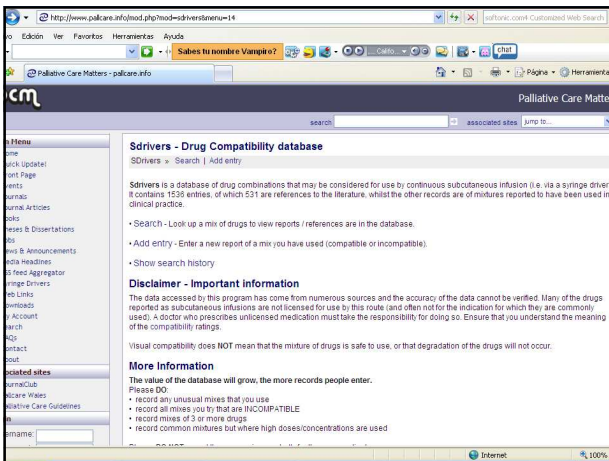 http://www.pallcare.info/mod.php?mod=sdrivers&menu=14
softonic.com4 Customized Web Search
vo Edición Ver Favoritos Herramientas Ayuda
Sabes tu nombre Vampiro? Califo... chat
Palliative Care Matters - pallcare.info
Página Herramienta
pcm
Palliative Care Matte
search associated sites jump to...
n Menu
ome
uick Update!
ront Page
vents
ournals
ournal Articles
ooks
heses & Dissertations
obs
ews & Announcements
edia Headlines
SS feed Aggregator
yringe Drivers
eb Links
ownloads
y Account
earch
AQs
ontact
bout
ociated sites
ournalClub
allcare Wales
alliative Care Guidelines
in
ername:
Sdrivers - Drug Compatibility database
SDrivers » Search | Add entry
Sdrivers is a database of drug combinations that may be considered for use by continuous subcutaneous infusion (i.e. via a syringe driver
It contains 1536 entries, of which 531 are references to the literature, whilst the other records are of mixtures reported to have been used in
clinical practice.
• Search - Look up a mix of drugs to view reports / references are in the database.
• Add entry - Enter a new report of a mix you have used (compatible or incompatible).
• Show search history
Disclaimer - Important information
The data accessed by this program has come from numerous sources and the accuracy of the data cannot be verified. Many of the drugs
reported as subcutaneous infusions are not licensed for use by this route (and often not for the indication for which they are commonly
used). A doctor who prescribes unlicensed medication must take the responsibility for doing so. Ensure that you understand the meaning
of the compatibility ratings.
Visual compatibility does NOT mean that the mixture of drugs is safe to use, or that degradation of the drugs will not occur.
More Information
The value of the database will grow, the more records people enter.
Please DO:
• record any unusual mixes that you use
• record all mixes you try that are INCOMPATIBLE
• record mixes of 3 or more drugs
• record common mixtures but where high doses/concentrations are used
Internet 100%